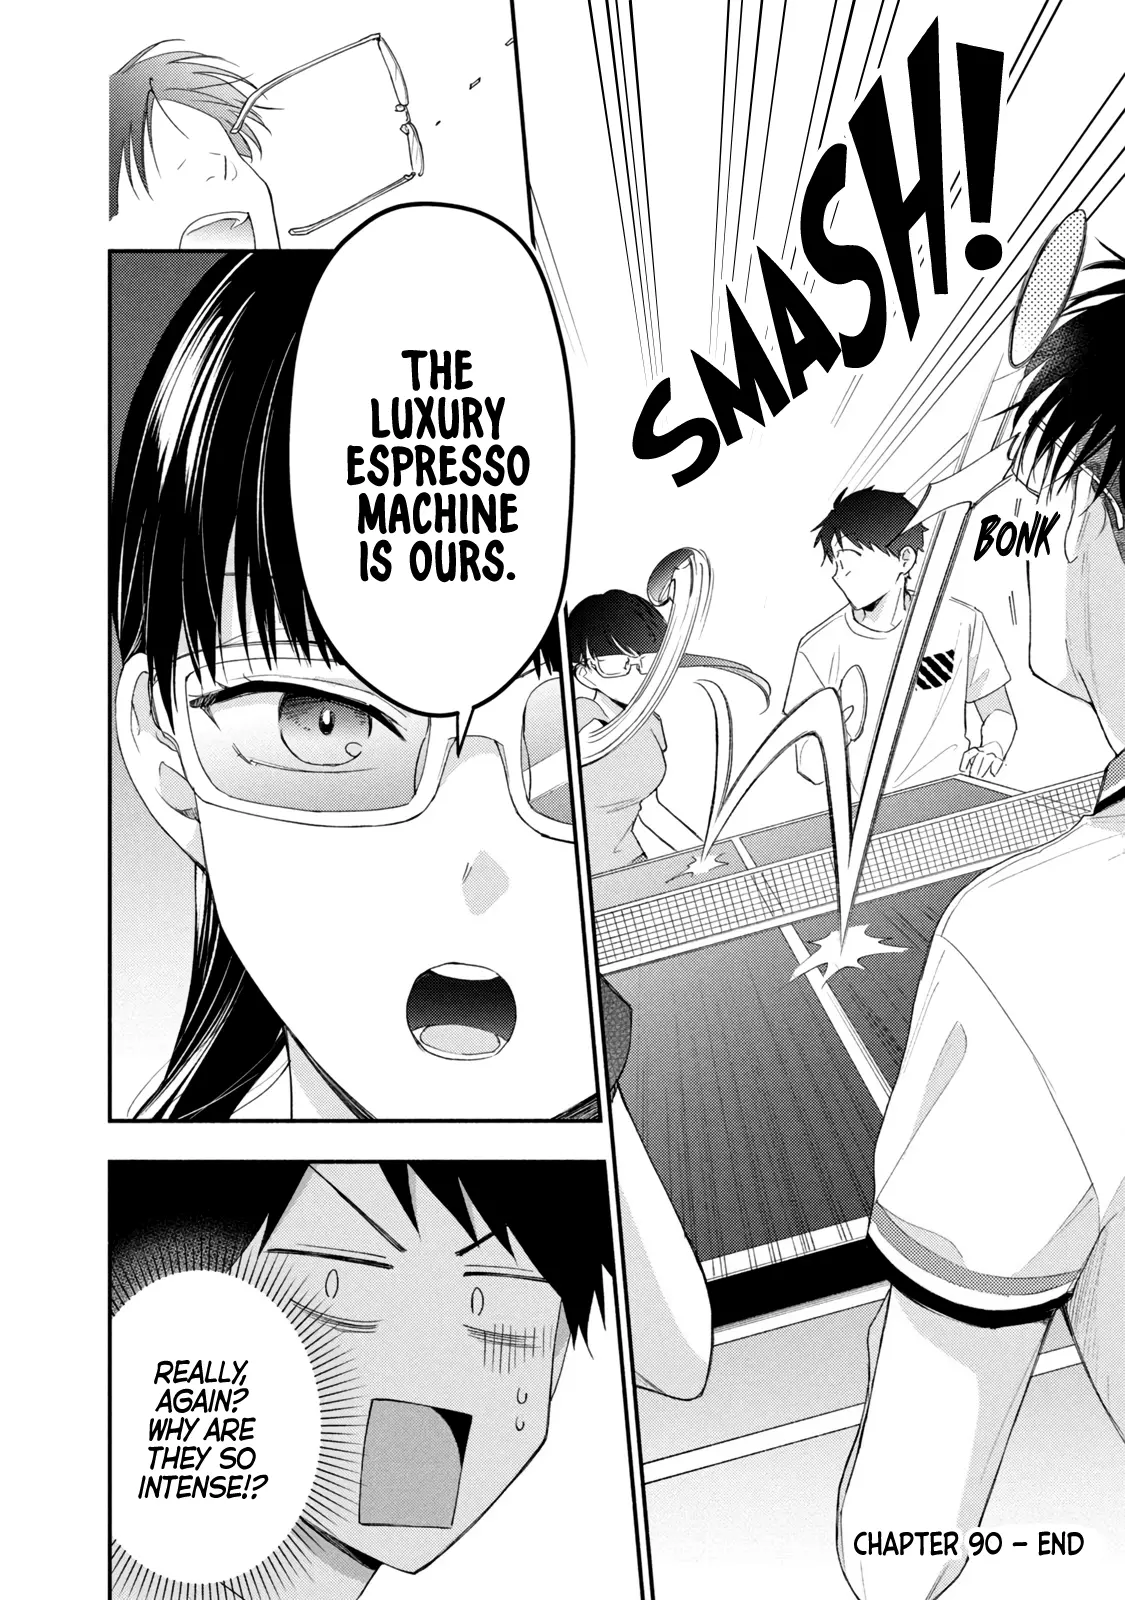 SMASH!
BONK
THE
LUXURY
ESPRESSO
MACHINE
IS OURS.
REALLY,
AGAIN?
WHY ARE
THEY SO
INTENSE!?
CHAPTER 90 – END